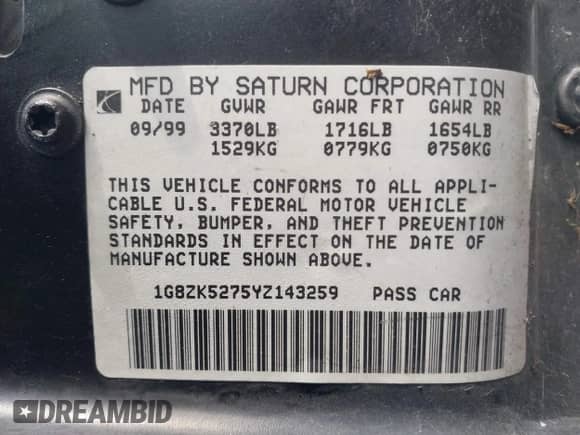 MFD BY SATURN CORPORATION
DATE GVWR GAWR FRT GAWR RR
09/99 3370LB 1716LB 1654LB
1529KG 0779KG 0750KG
THIS VEHICLE CONFORMS TO ALL APPLI-
CABLE U.S. FEDERAL MOTOR VEHICLE
SAFETY, BUMPER, AND THEFT PREVENTION
STANDARDS IN EFFECT ON THE DATE OF
MANUFACTURE SHOWN ABOVE.
1G8ZK5275YZ143259 PASS CAR
DREAMBID